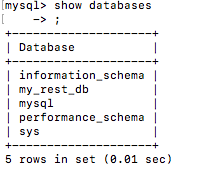 [mysql> show databases
[    -> ;
+--------------------+
| Database           |
+--------------------+
| information_schema |
| my_rest_db         |
| mysql              |
| performance_schema |
| sys                |
+--------------------+
5 rows in set (0.01 sec)